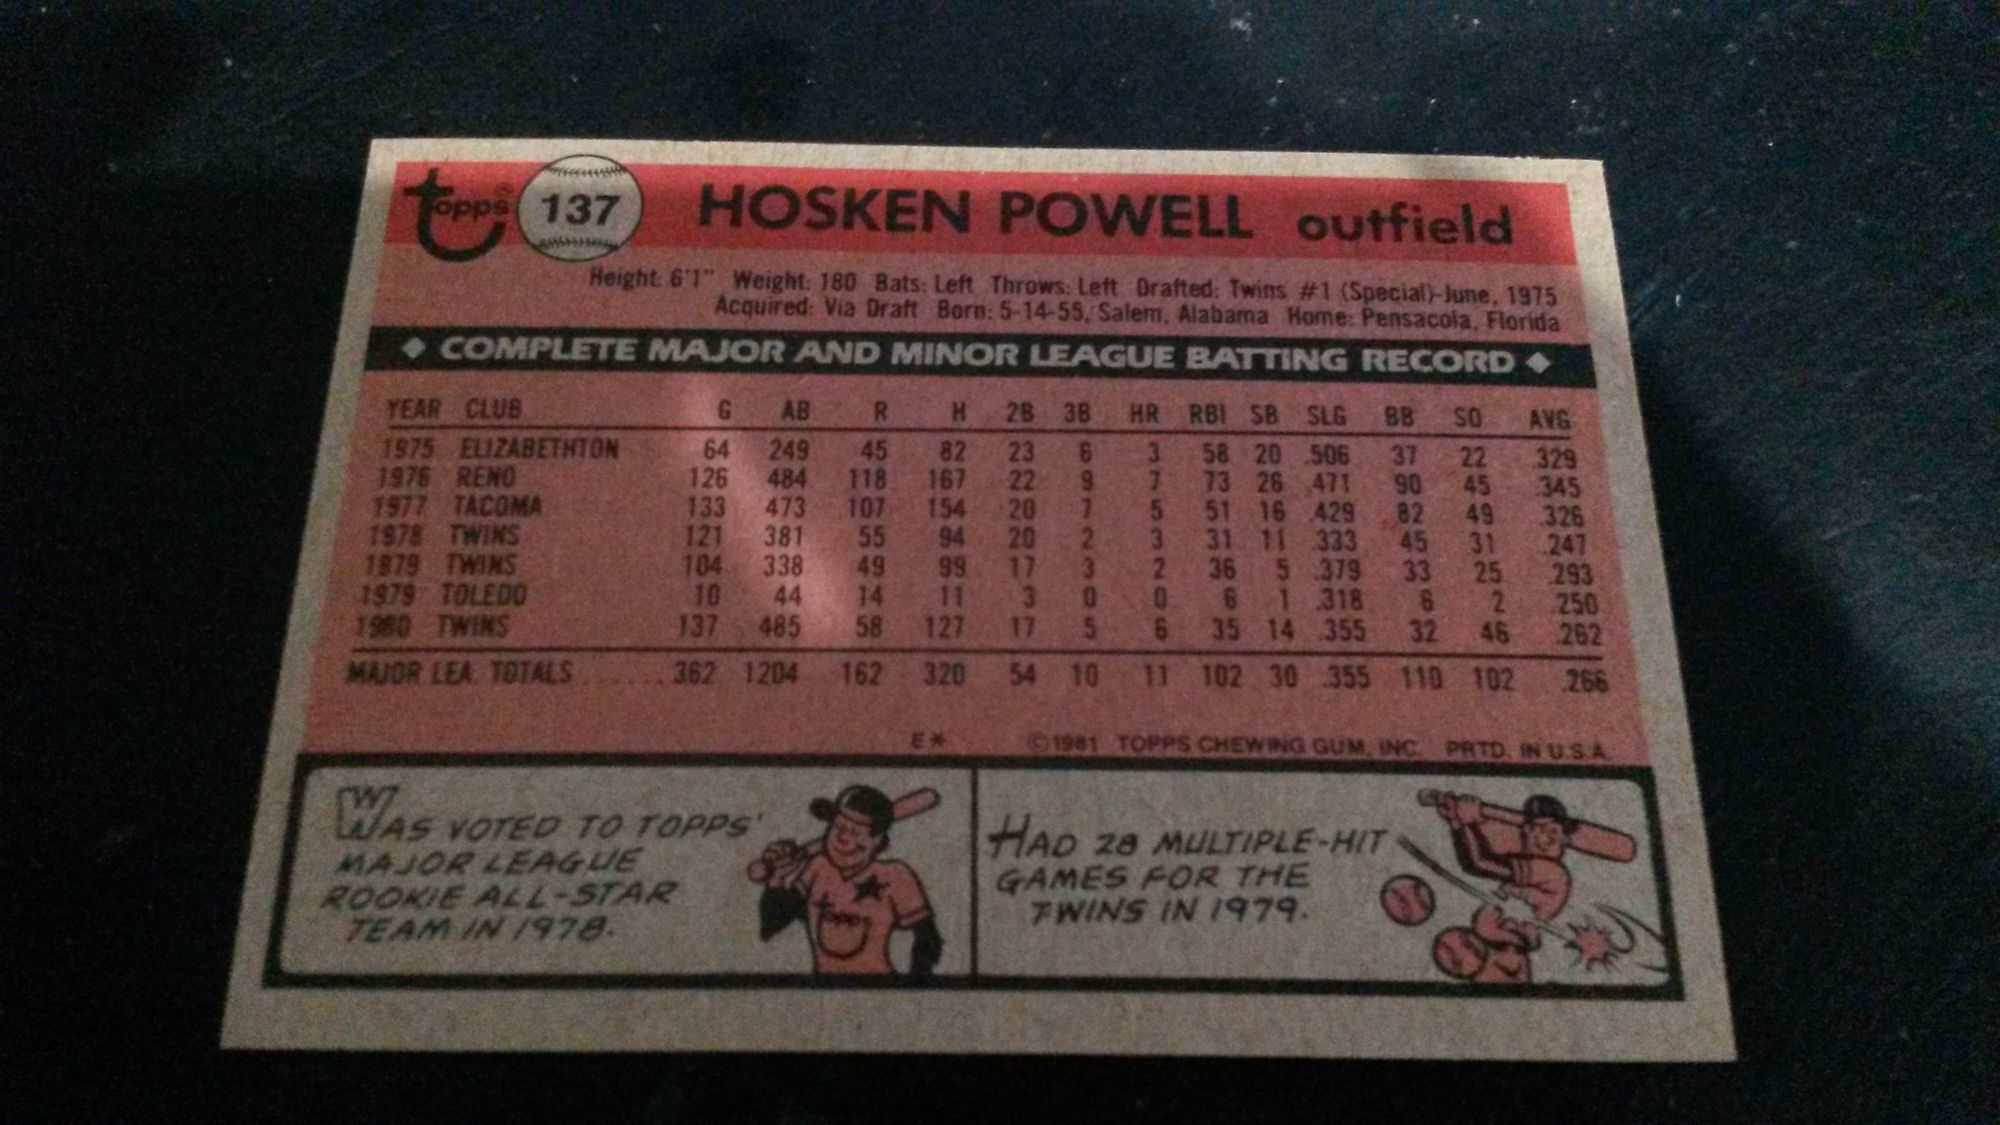 topps® 137 HOSKEN POWELL outfield
Height: 6'1" Weight: 180 Bats: Left Throws: Left Drafted: Twins #1 (Special)-June, 1975
Acquired: Via Draft Born: 5-14-55, Salem, Alabama Home: Pensacola, Florida
◆ COMPLETE MAJOR AND MINOR LEAGUE BATTING RECORD ◆
YEAR CLUB G AB R H 2B 3B HR RBI SB SLG BB SO AVG
1975 ELIZABETHTON 64 249 45 82 23 6 3 58 20 .506 37 22 .329
1976 RENO 126 484 118 167 22 9 7 73 26 .471 90 45 .345
1977 TACOMA 133 473 107 154 20 7 5 51 16 .429 82 49 .326
1978 TWINS 121 381 55 94 20 2 3 31 11 .333 45 31 .247
1979 TWINS 104 338 49 99 17 3 2 36 5 .379 33 25 .293
1979 TOLEDO 10 44 14 11 3 0 0 6 1 .318 6 2 .250
1980 TWINS 137 485 58 127 17 5 6 35 14 .355 32 46 .262
MAJOR LEA. TOTALS ...... 362 1204 162 320 54 10 11 102 30 .355 110 102 .266
E* ©1981 TOPPS CHEWING GUM, INC. PRTD. IN U.S.A.
WAS VOTED TO TOPPS'
MAJOR LEAGUE
ROOKIE ALL-STAR
TEAM IN 1978.
topps
HAD 28 MULTIPLE-HIT
GAMES FOR THE
TWINS IN 1979.